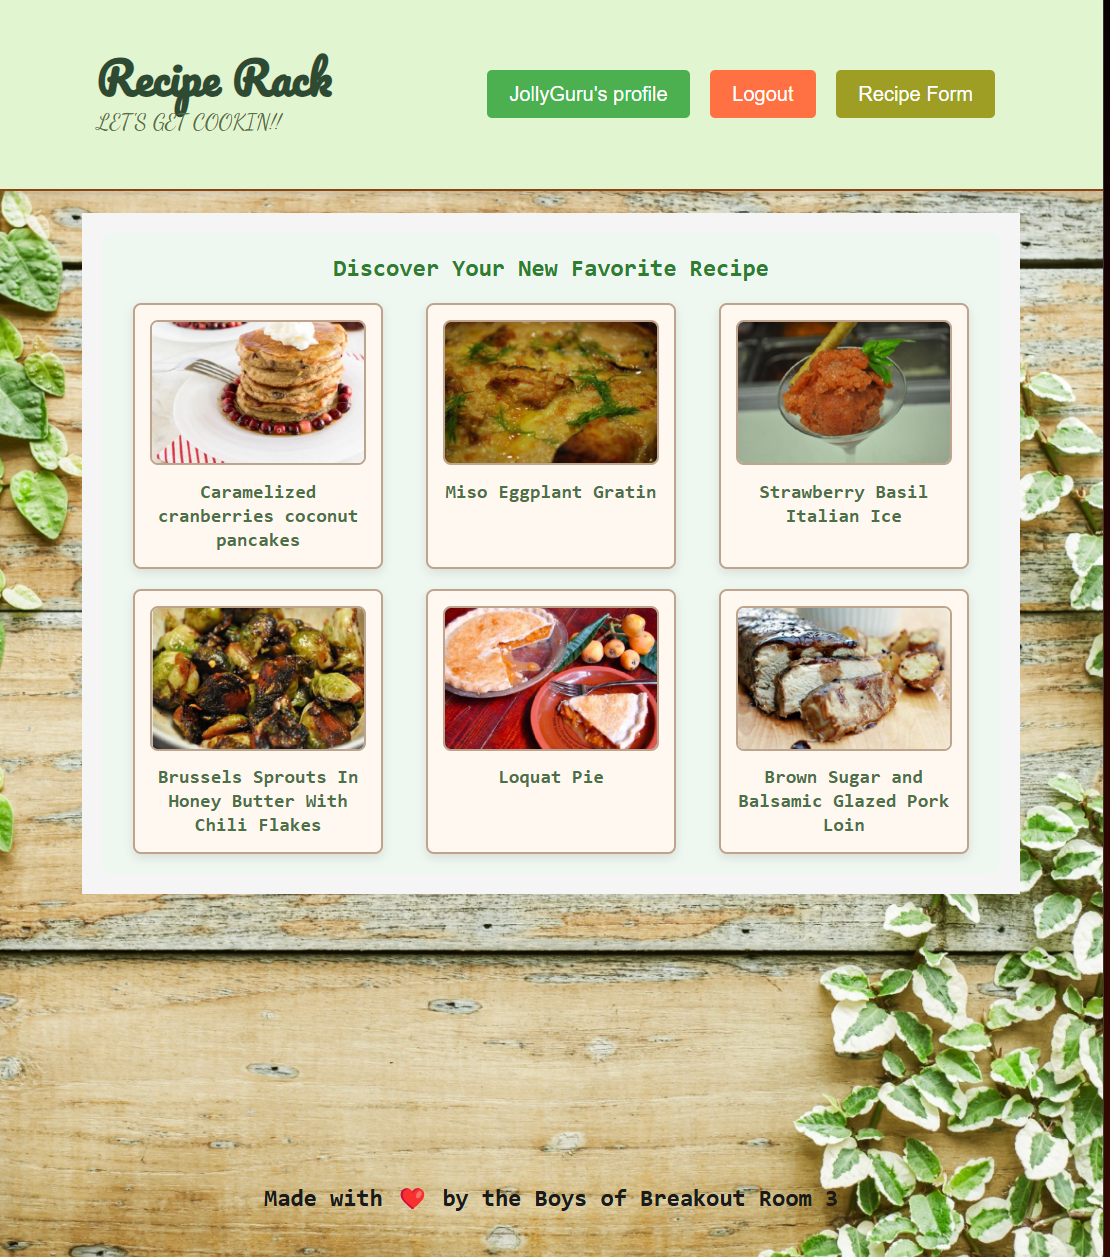 Recipe Rack
LET'S GET COOKIN!!
JollyGuru's profile
Logout
Recipe Form
Discover Your New Favorite Recipe
Caramelized
cranberries coconut
pancakes
Miso Eggplant Gratin
Strawberry Basil
Italian Ice
Brussels Sprouts In
Honey Butter With
Chili Flakes
Loquat Pie
Brown Sugar and
Balsamic Glazed Pork
Loin
Made with ❤️ by the Boys of Breakout Room 3